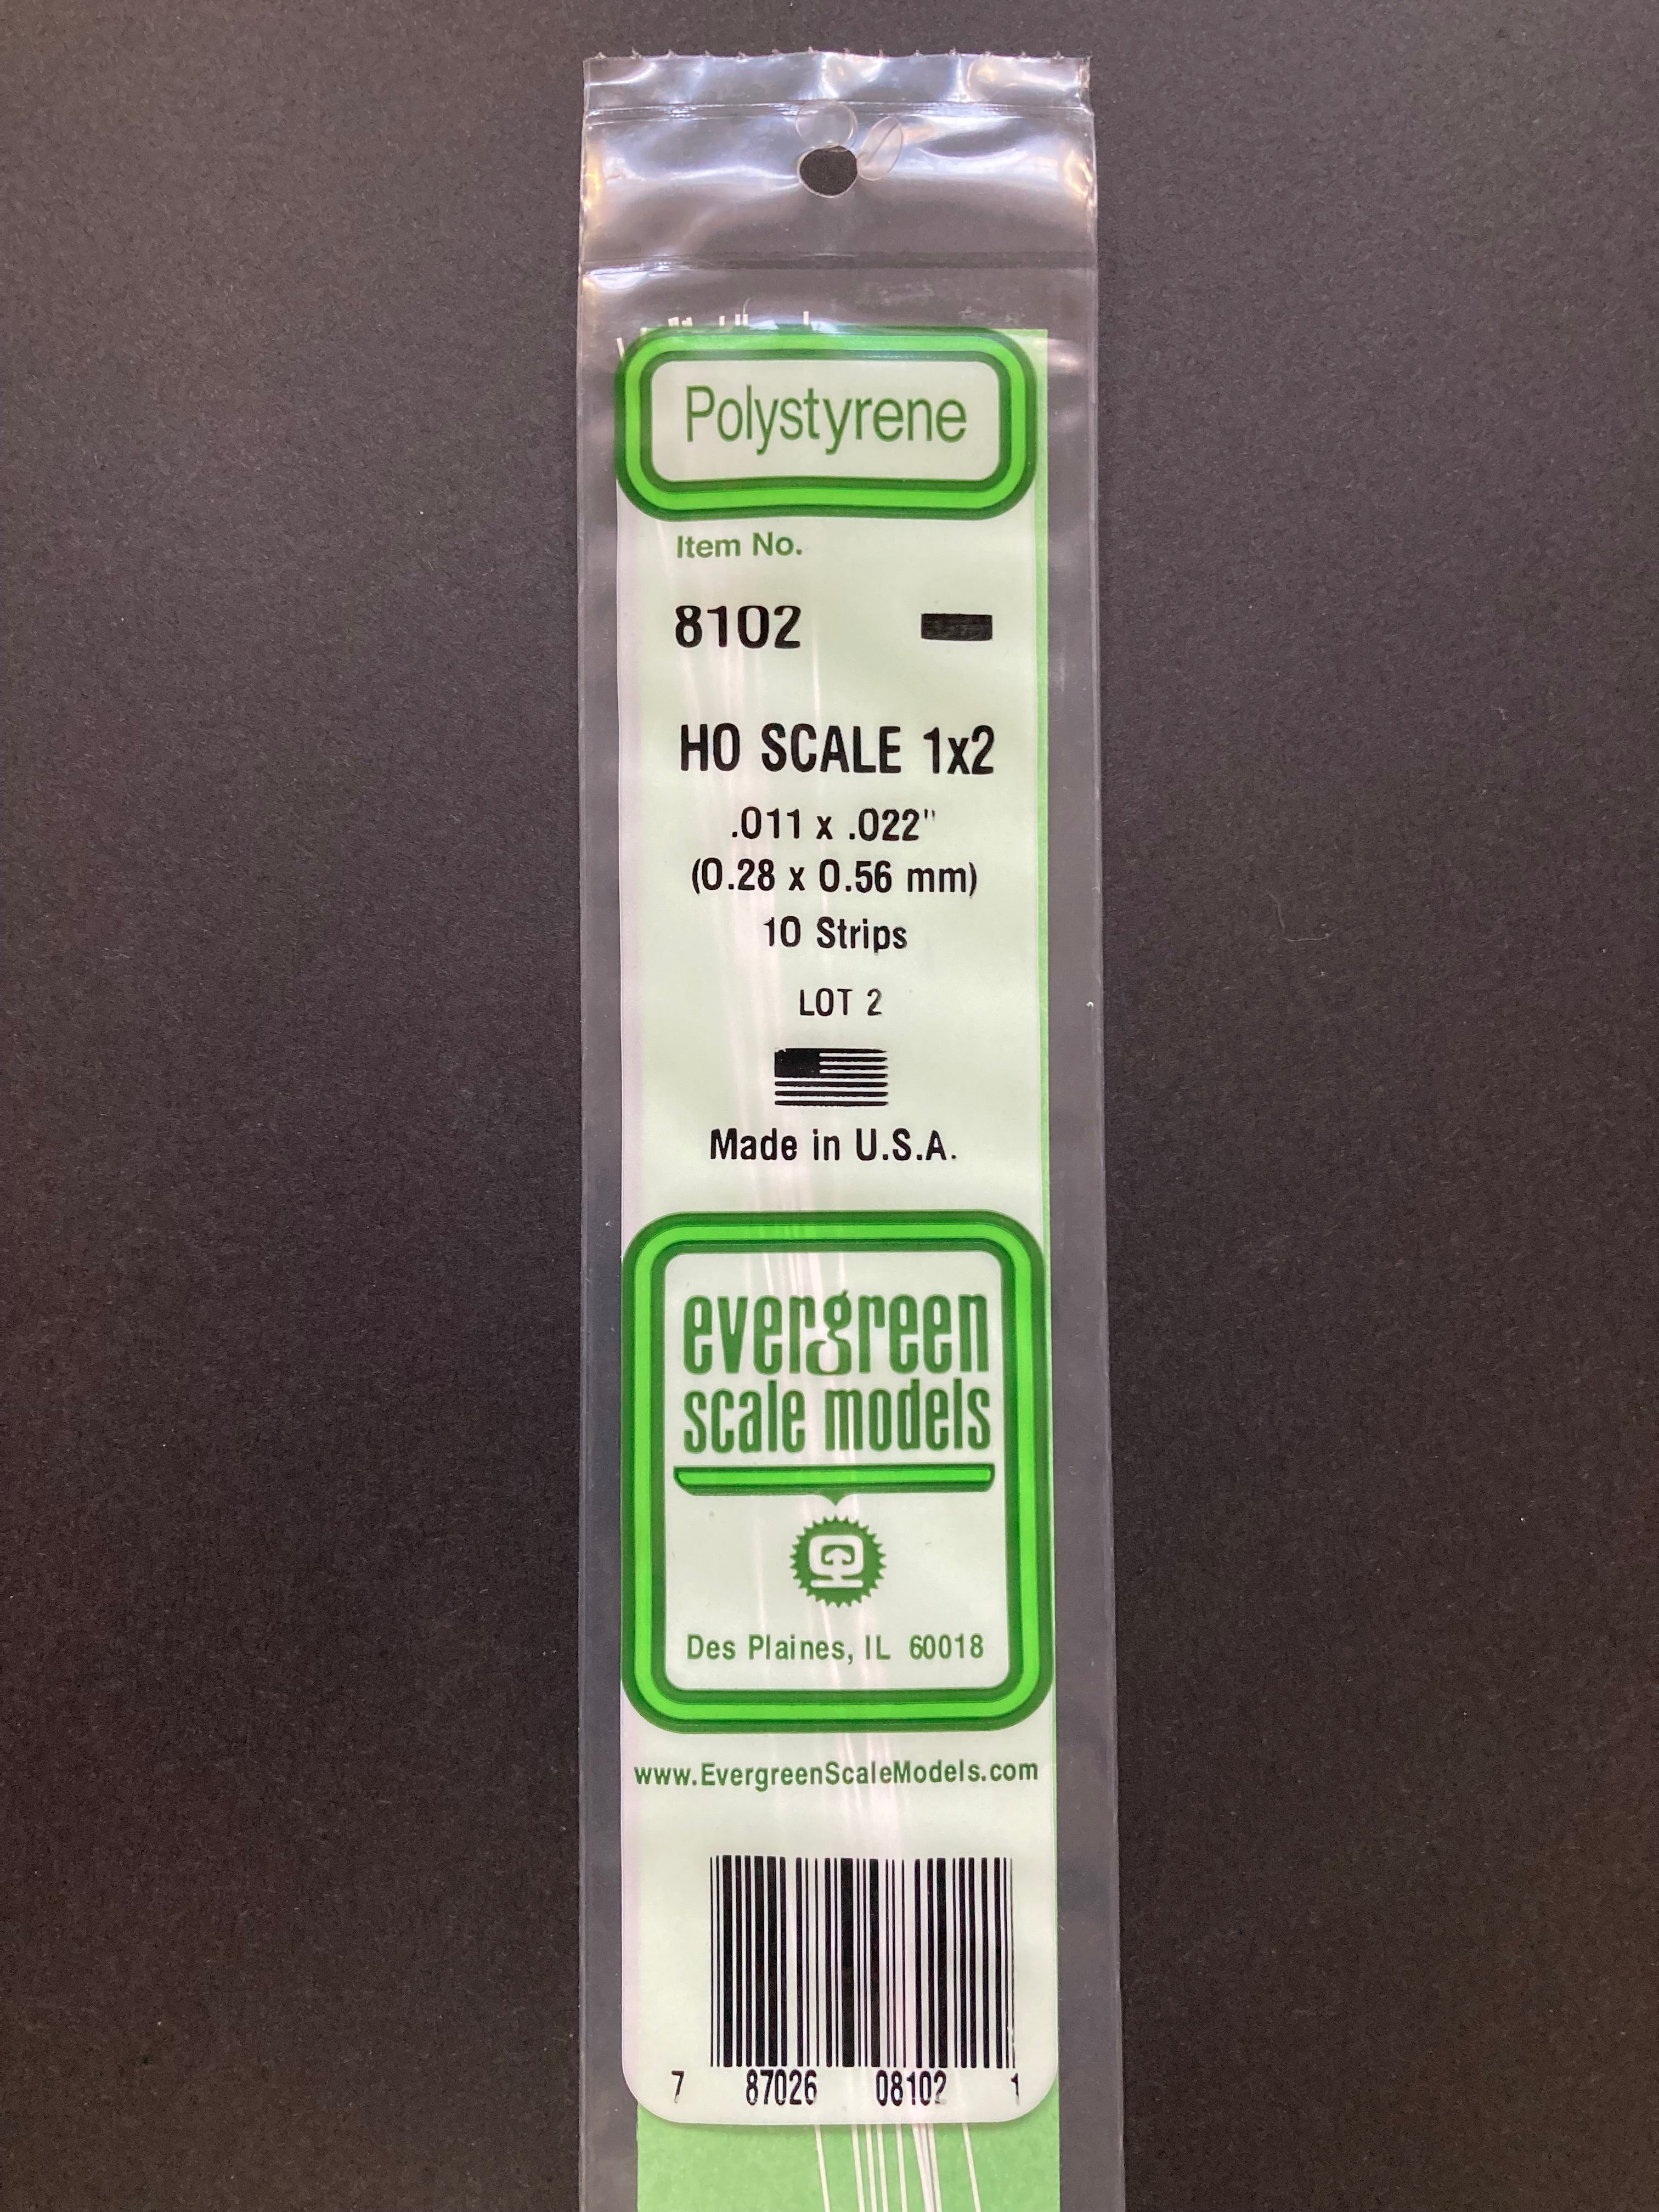 Polystyrene
Item No.
8102
HO SCALE 1x2
.011 x .022"
(0.28 x 0.56 mm)
10 Strips
LOT 2
Made in U.S.A.
evergreen
scale models
Des Plaines, IL 60018
www.EvergreenScaleModels.com
7 87026 08102 1